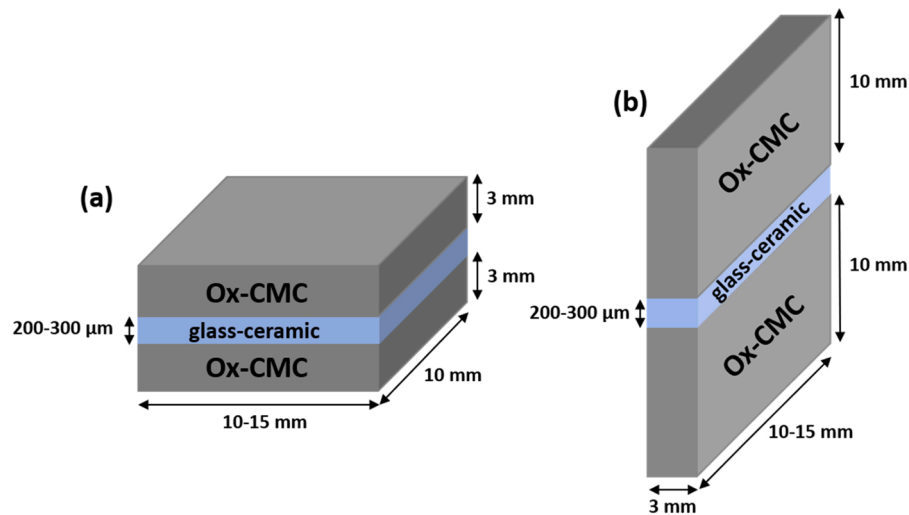 (a)
3 mm
3 mm
Ox-CMC
200-300 µm
glass-ceramic
Ox-CMC
10 mm
10-15 mm
(b)
10 mm
Ox-CMC
glass-ceramic
10 mm
200-300 µm
Ox-CMC
10-15 mm
3 mm